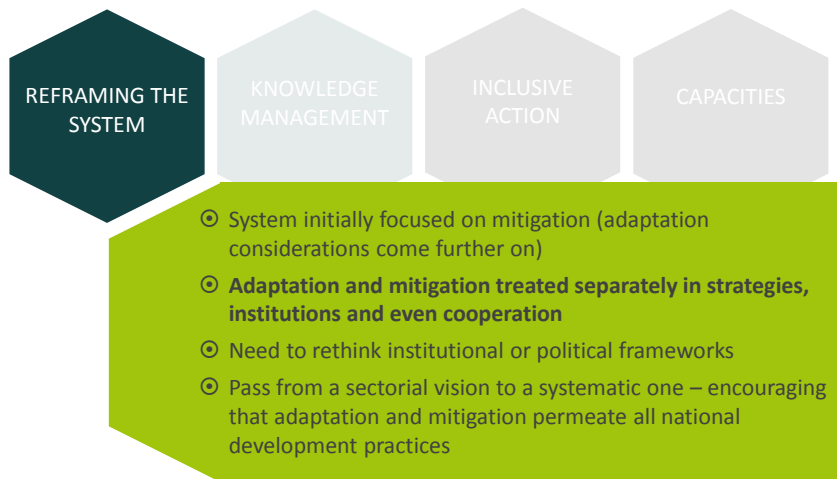 REFRAMING THE
SYSTEM
KNOWLEDGE
MANAGEMENT
INCLUSIVE
ACTION
CAPACITIES
System initially focused on mitigation (adaptation
considerations come further on)
Adaptation and mitigation treated separately in strategies,
institutions and even cooperation
Need to rethink institutional or political frameworks
Pass from a sectorial vision to a systematic one – encouraging
that adaptation and mitigation permeate all national
development practices